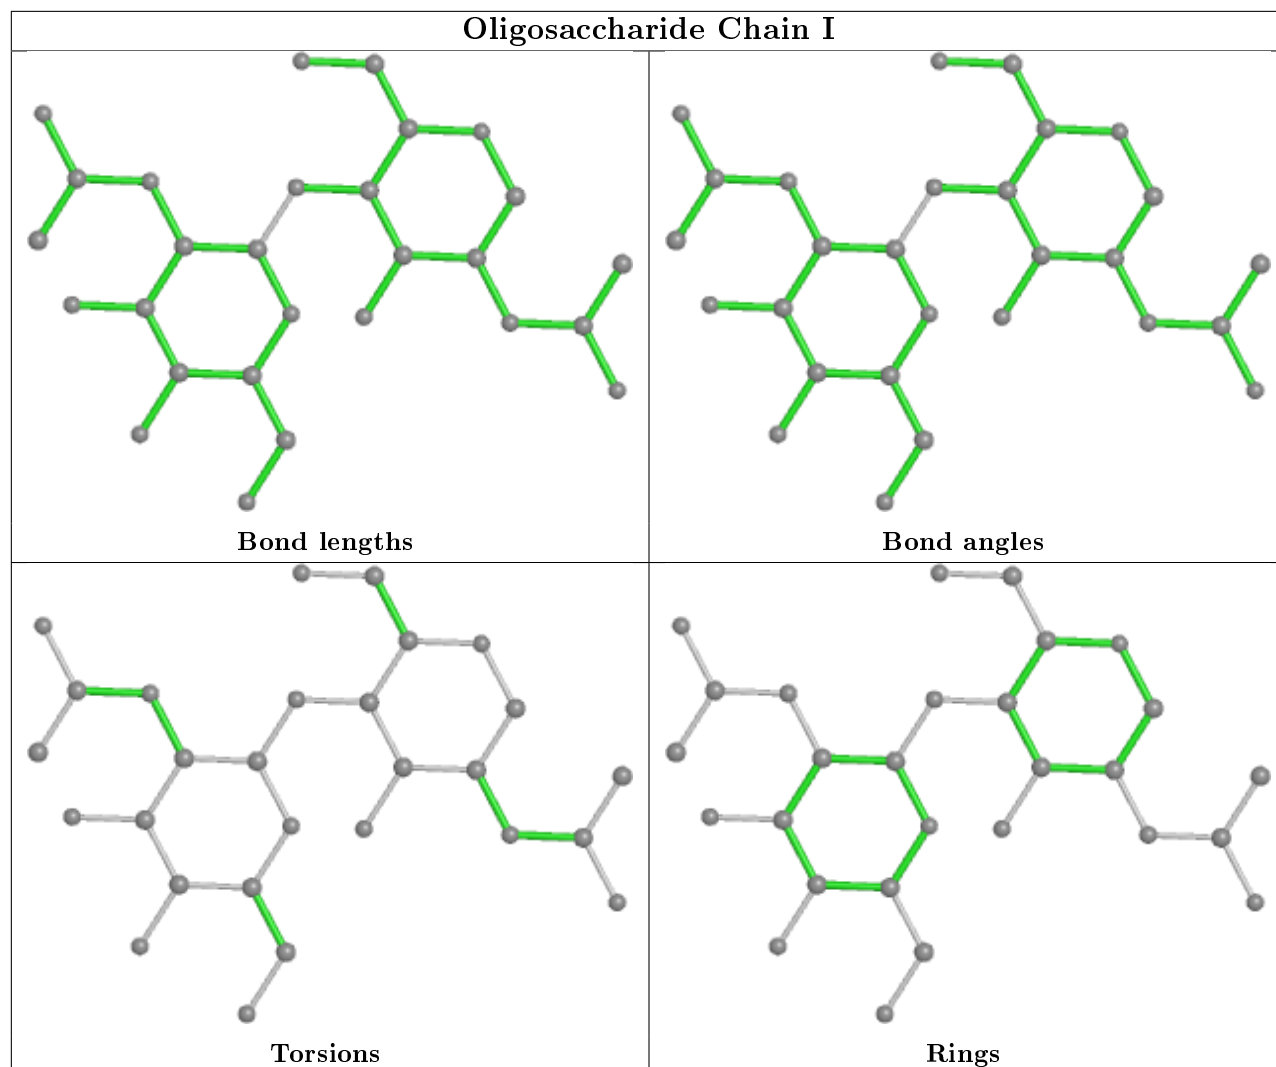 Oligosaccharide Chain I
Bond lengths
Bond angles
Torsions
Rings